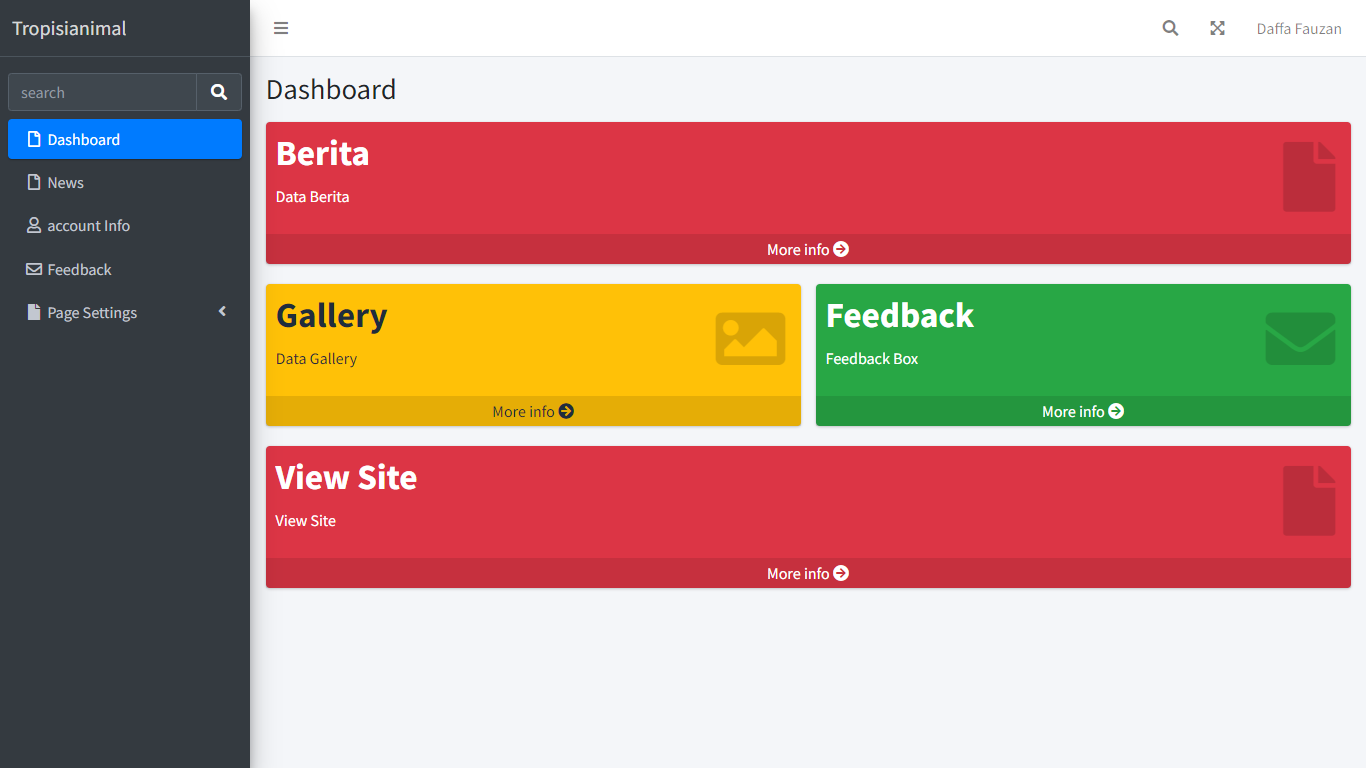 Tropisianimal
Daffa Fauzan
search
Dashboard
News
account Info
Feedback
Page Settings
Dashboard
Berita
Data Berita
More info
Gallery
Data Gallery
More info
Feedback
Feedback Box
More info
View Site
View Site
More info